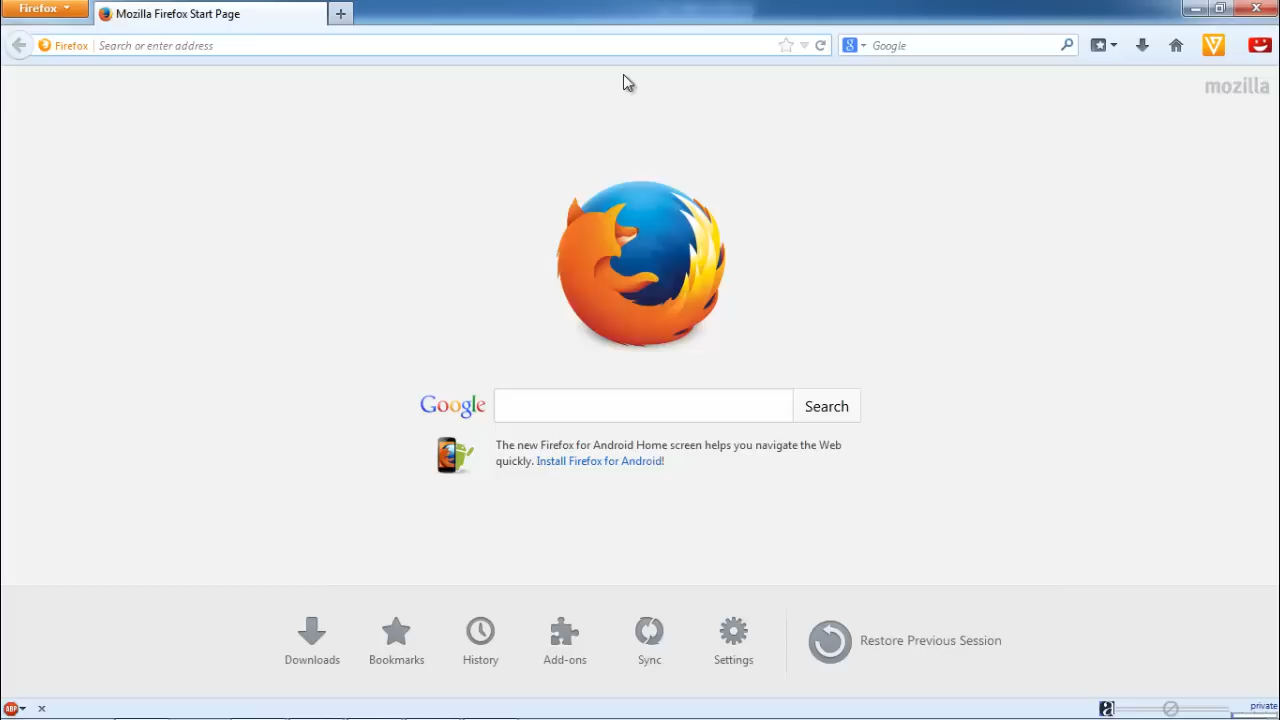 Firefox
Mozilla Firefox Start Page
Firefox
Search or enter address
Google
mozilla
Google
Search
The new Firefox for Android Home screen helps you navigate the Web
quickly. Install Firefox for Android!
Downloads
Bookmarks
History
Add-ons
Sync
Settings
Restore Previous Session
ABP
private